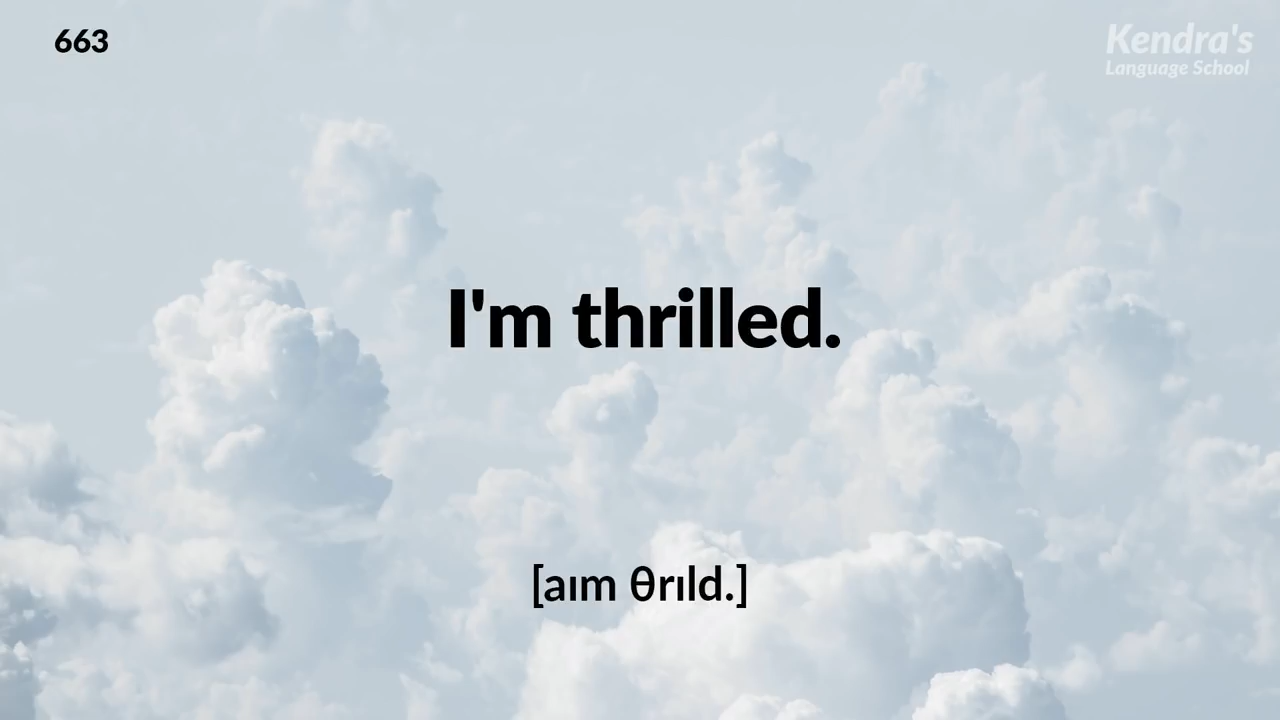 663
Kendra's
Language School
I'm thrilled.
[aɪm θrɪld.]